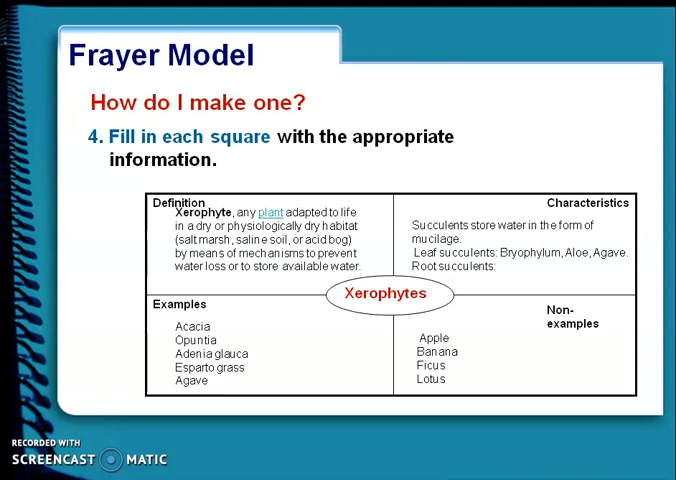 Frayer Model
How do I make one?
4. Fill in each square with the appropriate
information.
Definition
Xerophyte, any plant adapted to life
in a dry or physiologically dry habitat
(salt marsh, saline soil, or acid bog)
by means of mechanisms to prevent
water loss or to store available water.
Characteristics
Succulents store water in the form of
mucilage.
Leaf succulents: Bryophylum, Aloe, Agave.
Root succulents:
Xerophytes
Examples
Acacia
Opuntia
Adenia glauca
Esparto grass
Agave
Non-
examples
Apple
Banana
Ficus
Lotus
RECORDED WITH
SCREENCAST MATIC